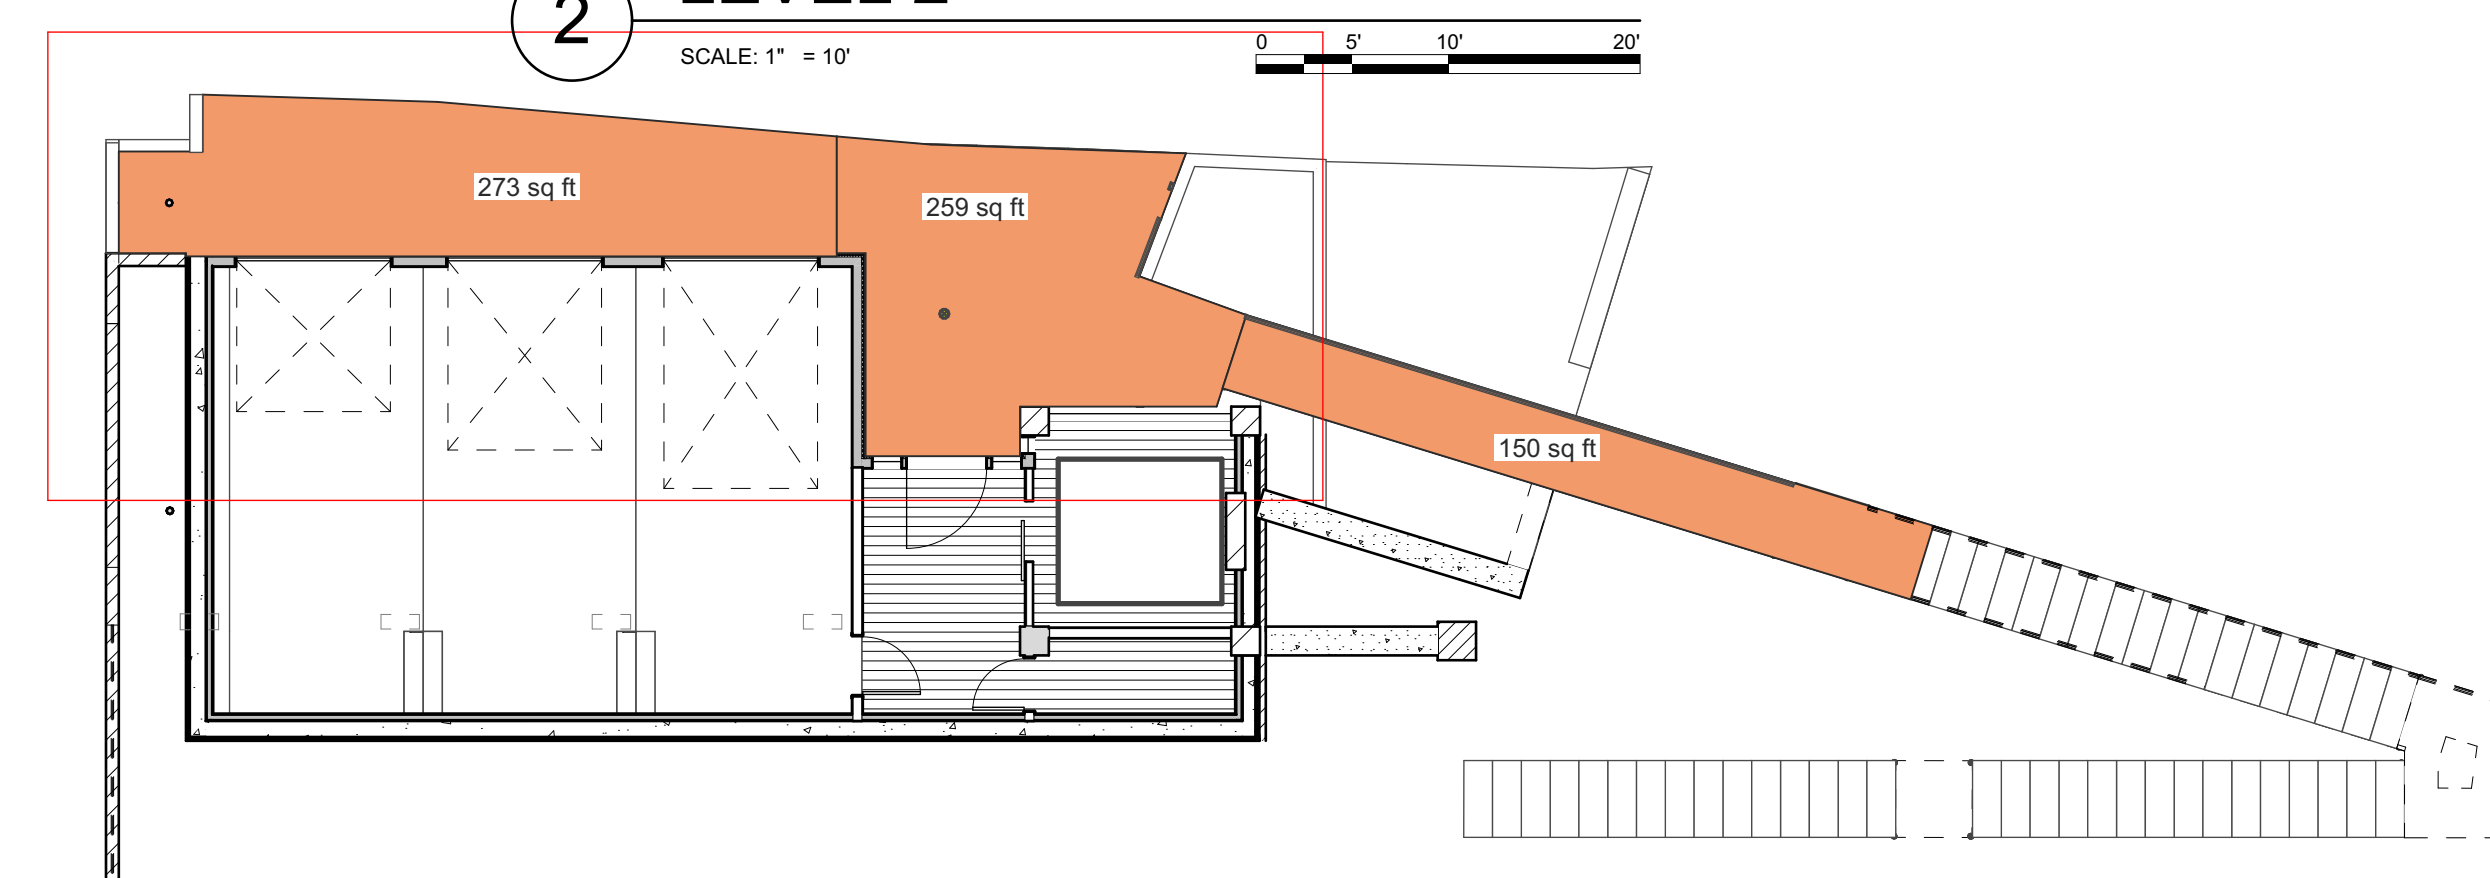 2
SCALE: 1" = 10'
0 5' 10' 20'
273 sq ft
259 sq ft
150 sq ft